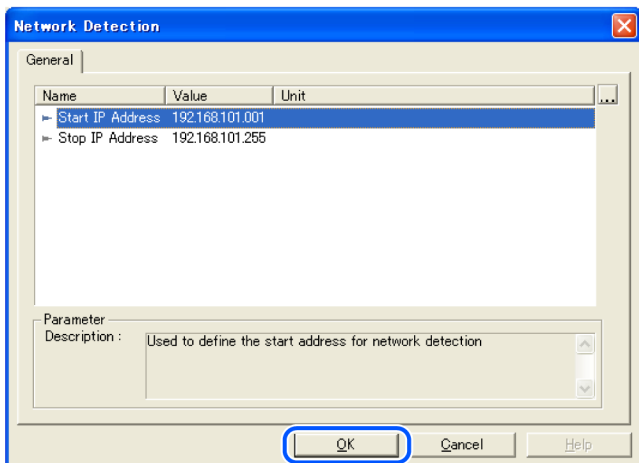 Network Detection
General
Name Value Unit ...
Start IP Address 192.168.101.001
Stop IP Address 192.168.101.255
Parameter
Description : Used to define the start address for network detection
OK Cancel Help